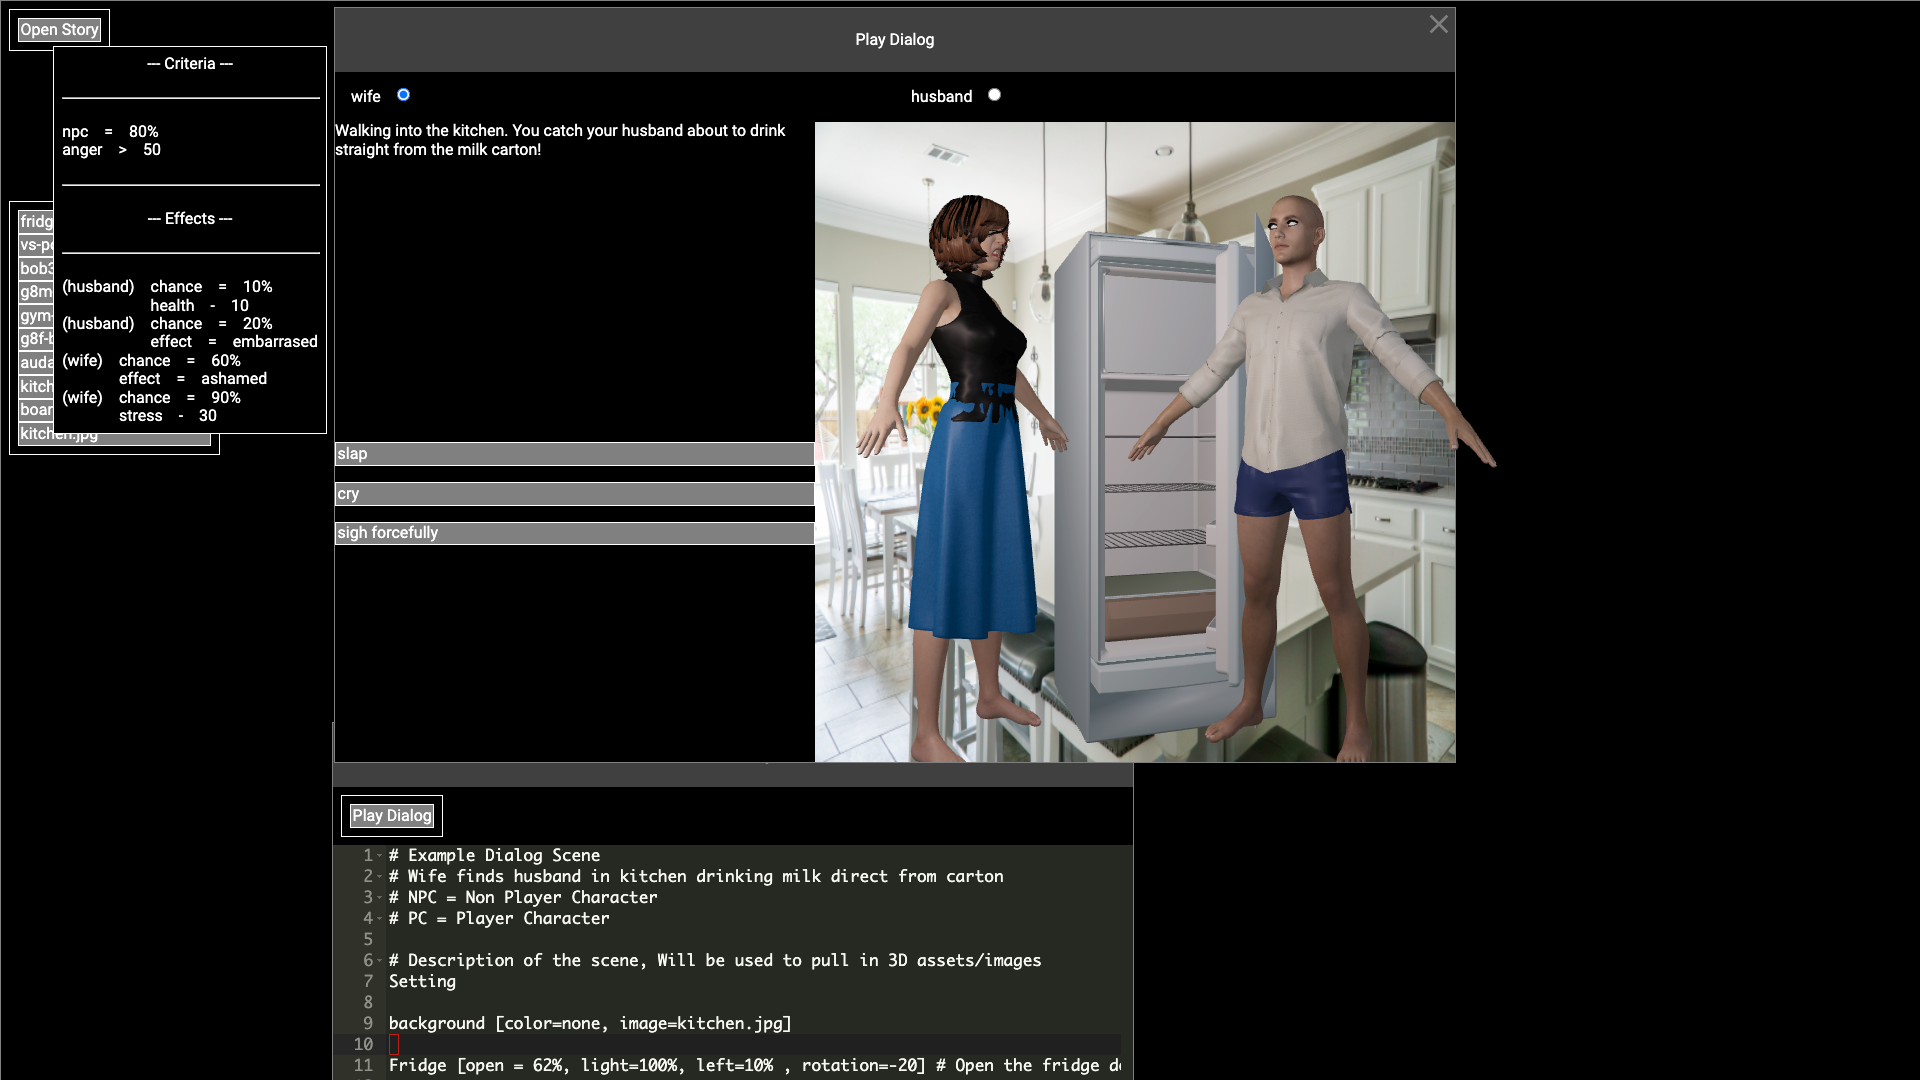 Open Story
--- Criteria ---
npc = 80%
anger > 50
--- Effects ---
(husband) chance = 10%
health - 10
(husband) chance = 20%
effect = embarrased
(wife) chance = 60%
effect = ashamed
(wife) chance = 90%
stress - 30
fridg
vs-p
bob3
g8m
gym-
g8f-b
auda
kitch
boar
kitchen.jpg
Play Dialog
wife
husband
Walking into the kitchen. You catch your husband about to drink
straight from the milk carton!
slap
cry
sigh forcefully
Play Dialog
1 # Example Dialog Scene
2 # Wife finds husband in kitchen drinking milk direct from carton
3 # NPC = Non Player Character
4 # PC = Player Character
5
6 # Description of the scene, Will be used to pull in 3D assets/images
7 Setting
8
9 background [color=none, image=kitchen.jpg]
10
11 Fridge [open = 62%, light=100%, left=10% , rotation=-20] # Open the fridge d